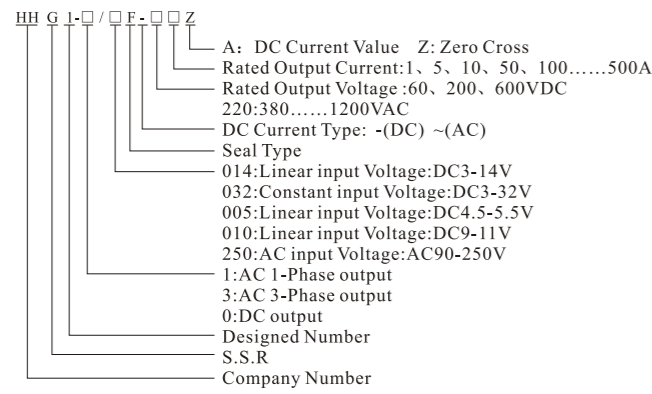 HH G 1-□ / □ F - □ □ Z
A: DC Current Value Z: Zero Cross
Rated Output Current:1、5、10、50、100……500A
Rated Output Voltage :60、200、600VDC
220:380……1200VAC
DC Current Type: -(DC) ~(AC)
Seal Type
014:Linear input Voltage:DC3-14V
032:Constant input Voltage:DC3-32V
005:Linear input Voltage:DC4.5-5.5V
010:Linear input Voltage:DC9-11V
250:AC input Voltage:AC90-250V
1:AC 1-Phase output
3:AC 3-Phase output
0:DC output
Designed Number
S.S.R
Company Number